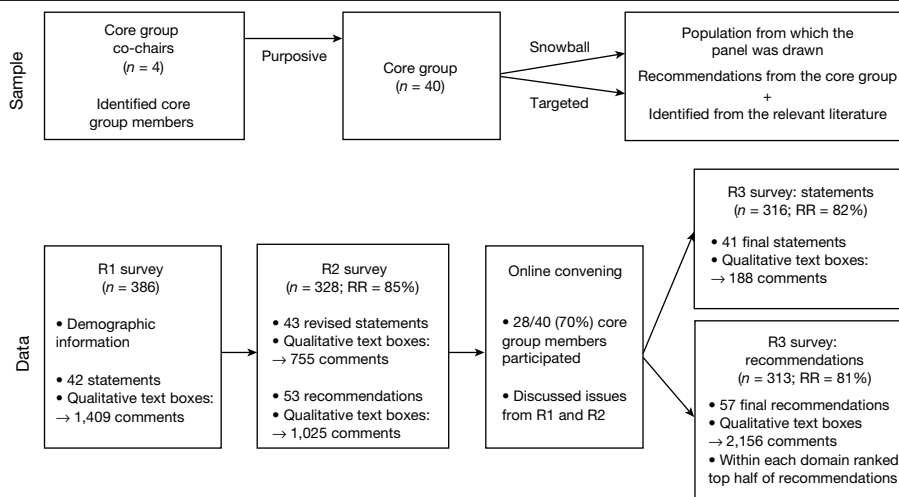 Sample
Core group
co-chairs
(n = 4)
Identified core
group members
Purposive
Core group
(n = 40)
Snowball
Targeted
Population from which the
panel was drawn
Recommendations from the core group
+
Identified from the relevant literature
Data
R1 survey
(n = 386)
• Demographic
information
42 statements
• Qualitative text boxes:
→ 1,409 comments
R2 survey
(n = 328; RR = 85%)
• 43 revised statements
• Qualitative text boxes:
→ 755 comments
53 recommendations
• Qualitative text boxes:
→ 1,025 comments
Online convening
• 28/40 (70%) core
group members
participated
• Discussed issues
from R1 and R2
R3 survey: statements
(n = 316; RR = 82%)
• 41 final statements
• Qualitative text boxes:
→ 188 comments
R3 survey:
recommendations
(n = 313; RR = 81%)
• 57 final recommendations
• Qualitative text boxes
→ 2,156 comments
• Within each domain ranked
top half of recommendations